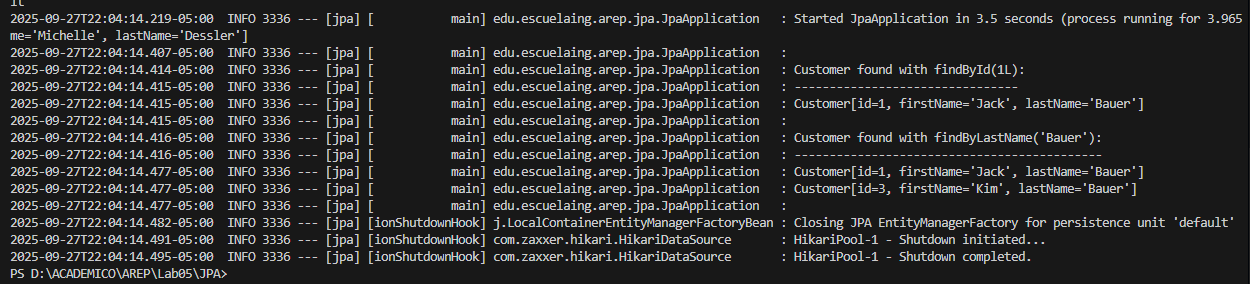 it
2025-09-27T22:04:14.219-05:00  INFO 3336 --- [jpa] [           main] edu.escuelaing.arep.jpa.JpaApplication   : Started JpaApplication in 3.5 seconds (process running for 3.965
me='Michelle', lastName='Dessler']
2025-09-27T22:04:14.407-05:00  INFO 3336 --- [jpa] [           main] edu.escuelaing.arep.jpa.JpaApplication   :
2025-09-27T22:04:14.414-05:00  INFO 3336 --- [jpa] [           main] edu.escuelaing.arep.jpa.JpaApplication   : Customer found with findById(1L):
2025-09-27T22:04:14.415-05:00  INFO 3336 --- [jpa] [           main] edu.escuelaing.arep.jpa.JpaApplication   : --------------------------------
2025-09-27T22:04:14.415-05:00  INFO 3336 --- [jpa] [           main] edu.escuelaing.arep.jpa.JpaApplication   : Customer[id=1, firstName='Jack', lastName='Bauer']
2025-09-27T22:04:14.415-05:00  INFO 3336 --- [jpa] [           main] edu.escuelaing.arep.jpa.JpaApplication   :
2025-09-27T22:04:14.416-05:00  INFO 3336 --- [jpa] [           main] edu.escuelaing.arep.jpa.JpaApplication   : Customer found with findByLastName('Bauer'):
2025-09-27T22:04:14.416-05:00  INFO 3336 --- [jpa] [           main] edu.escuelaing.arep.jpa.JpaApplication   : --------------------------------------------
2025-09-27T22:04:14.477-05:00  INFO 3336 --- [jpa] [           main] edu.escuelaing.arep.jpa.JpaApplication   : Customer[id=1, firstName='Jack', lastName='Bauer']
2025-09-27T22:04:14.477-05:00  INFO 3336 --- [jpa] [           main] edu.escuelaing.arep.jpa.JpaApplication   : Customer[id=3, firstName='Kim', lastName='Bauer']
2025-09-27T22:04:14.477-05:00  INFO 3336 --- [jpa] [           main] edu.escuelaing.arep.jpa.JpaApplication   :
2025-09-27T22:04:14.482-05:00  INFO 3336 --- [jpa] [ionShutdownHook] j.LocalContainerEntityManagerFactoryBean : Closing JPA EntityManagerFactory for persistence unit 'default'
2025-09-27T22:04:14.491-05:00  INFO 3336 --- [jpa] [ionShutdownHook] com.zaxxer.hikari.HikariDataSource       : HikariPool-1 - Shutdown initiated...
2025-09-27T22:04:14.495-05:00  INFO 3336 --- [jpa] [ionShutdownHook] com.zaxxer.hikari.HikariDataSource       : HikariPool-1 - Shutdown completed.
PS D:\ACADEMICO\AREP\Lab05\JPA>